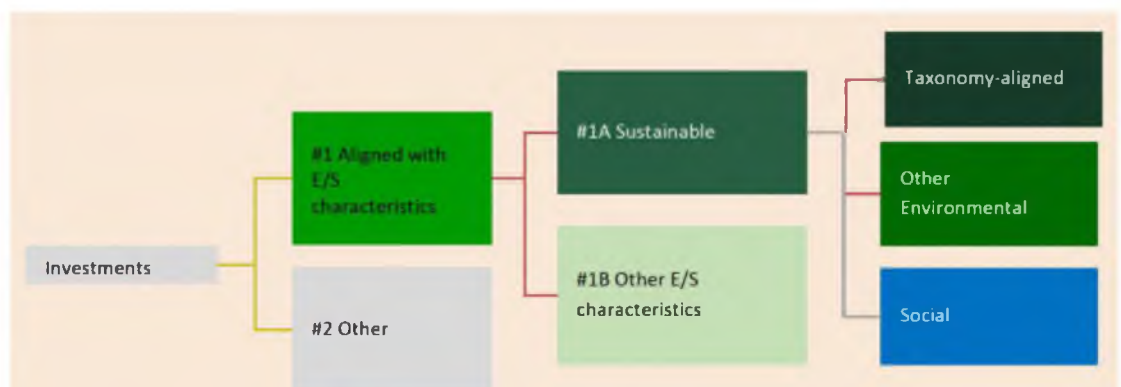 Investments
#1 Aligned with
E/S
characteristics
#2 Other
#1A Sustainable
#1B Other E/S
characteristics
Taxonomy-aligned
Other
Environmental
Social